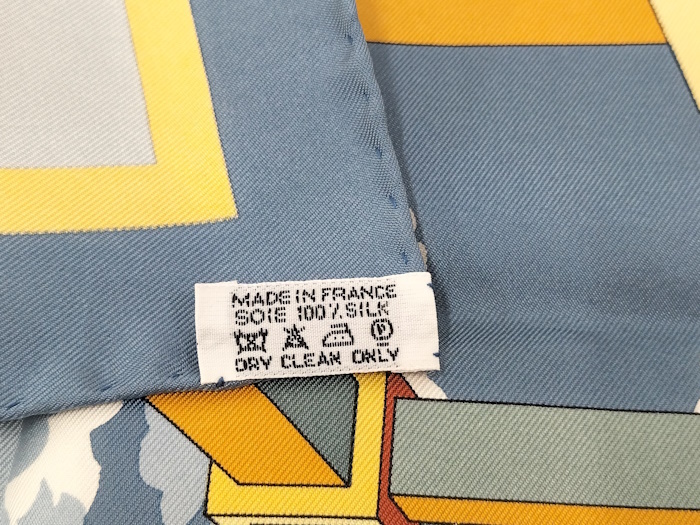 MADE IN FRANCE
SOIE 100% SILK
P
DRY CLEAN ONLY